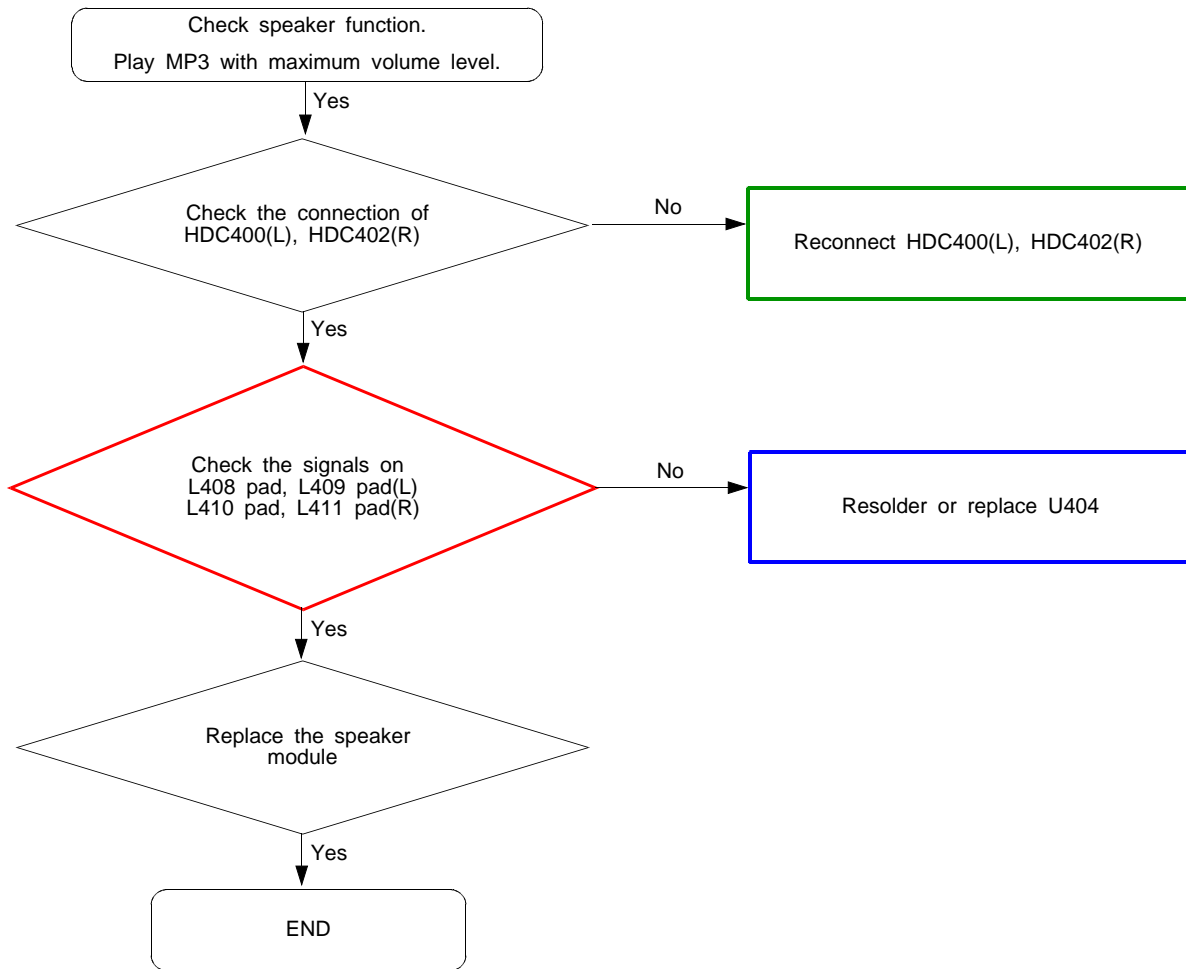 Check speaker function.
Play MP3 with maximum volume level.
Yes
Check the connection of
HDC400(L), HDC402(R)
No
Reconnect HDC400(L), HDC402(R)
Yes
Check the signals on
L408 pad, L409 pad(L)
L410 pad, L411 pad(R)
No
Resolder or replace U404
Yes
Replace the speaker
module
Yes
END